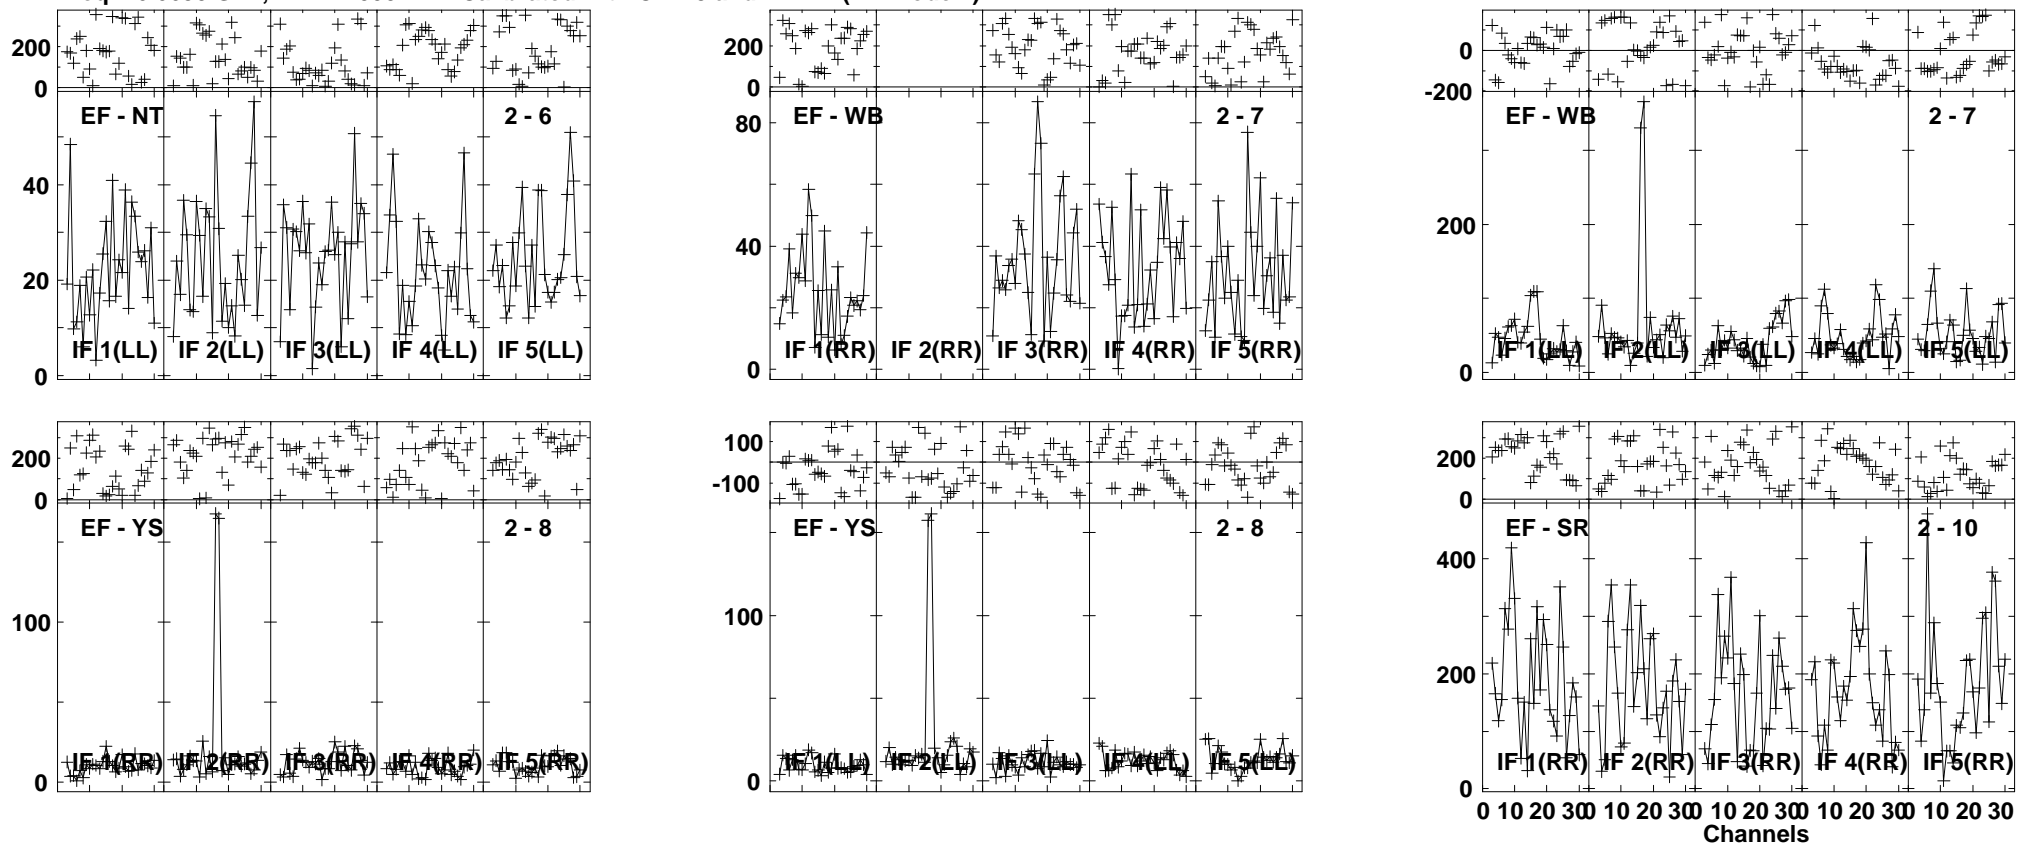 200
0
EF - NT
2 - 6
40
20
0
IF 1(LL)
IF 2(LL)
IF 3(LL)
IF 4(LL)
IF 5(LL)
200
0
EF - WB
2 - 7
80
40
0
IF 1(RR)
IF 2(RR)
IF 3(RR)
IF 4(RR)
IF 5(RR)
0
-200
EF - WB
2 - 7
200
0
IF 1(LL)
IF 2(LL)
IF 3(LL)
IF 4(LL)
IF 5(LL)
200
0
EF - YS
2 - 8
100
0
IF 1(RR)
IF 2(RR)
IF 3(RR)
IF 4(RR)
IF 5(RR)
100
-100
EF - YS
2 - 8
100
0
IF 1(LL)
IF 2(LL)
IF 3(LL)
IF 4(LL)
IF 5(LL)
200
0
EF - SR
2 - 10
400
200
0
IF 1(RR)
IF 2(RR)
IF 3(RR)
IF 4(RR)
IF 5(RR)
0 10 20 30 0 10 20 30 0 10 20 30 0 10 20 30 0 10 20 30
Channels